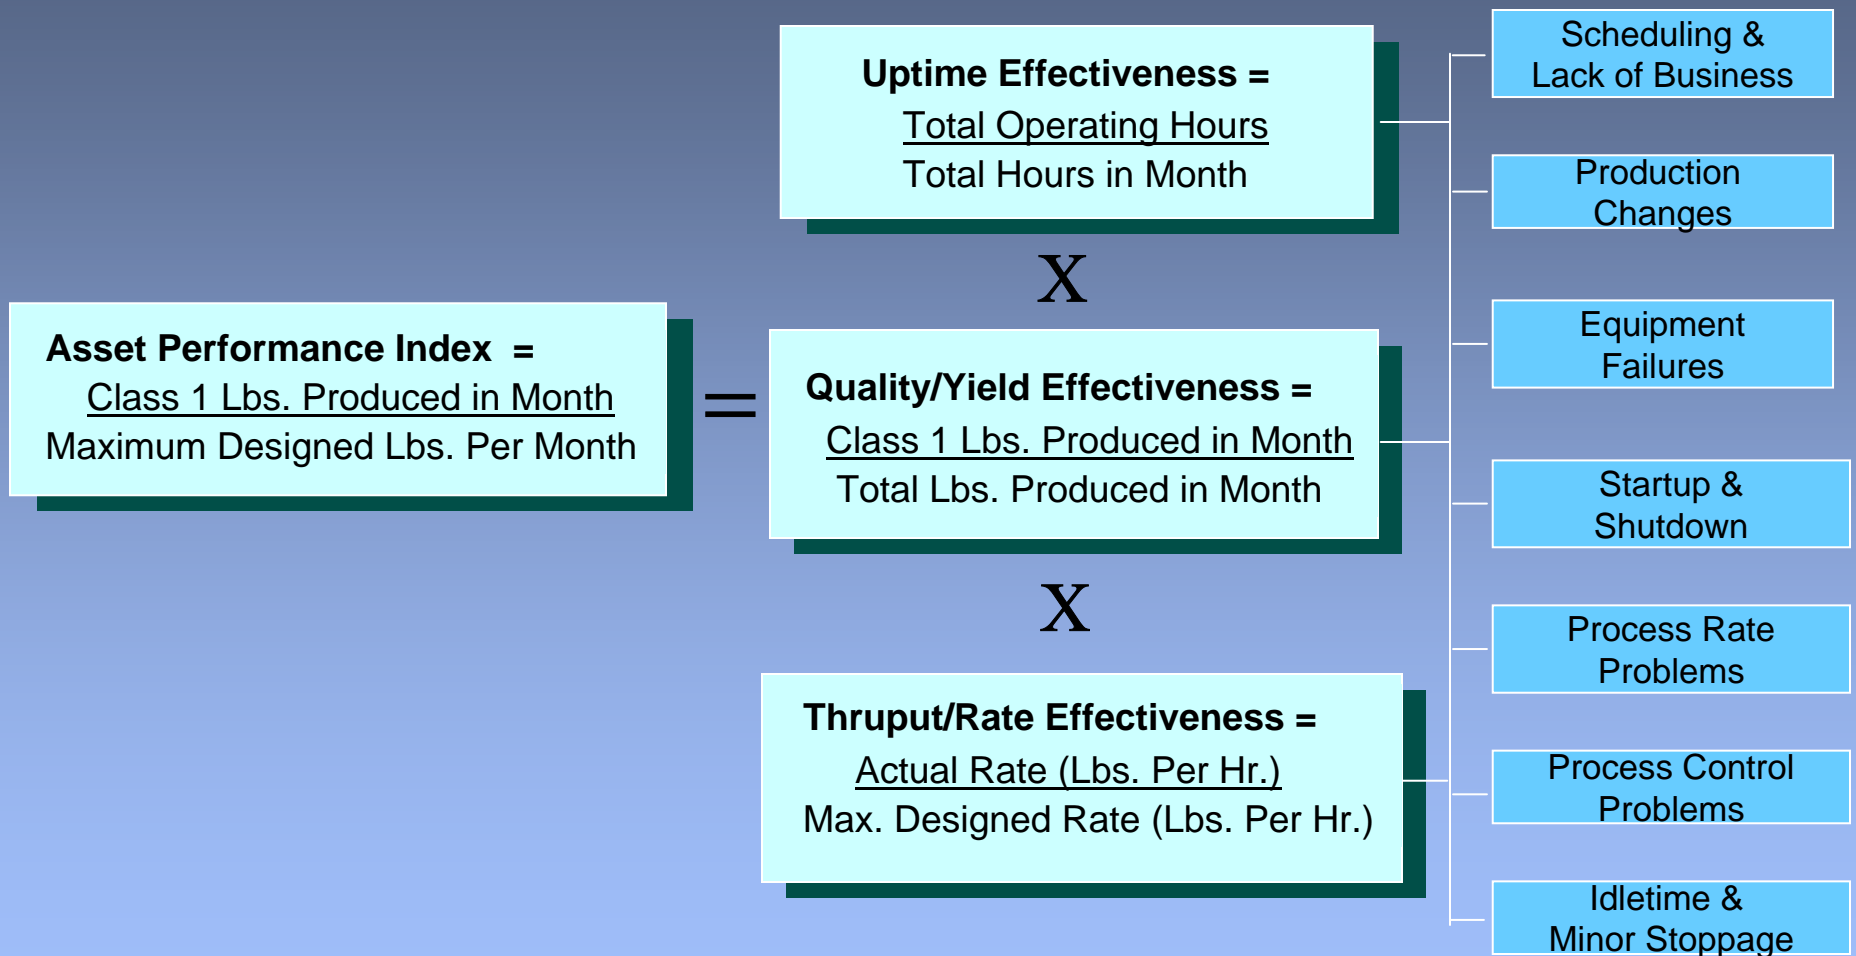 Asset Performance Index =
Class 1 Lbs. Produced in Month
Maximum Designed Lbs. Per Month
=
Uptime Effectiveness =
Total Operating Hours
Total Hours in Month
X
Quality/Yield Effectiveness =
Class 1 Lbs. Produced in Month
Total Lbs. Produced in Month
X
Thruput/Rate Effectiveness =
Actual Rate (Lbs. Per Hr.)
Max. Designed Rate (Lbs. Per Hr.)
Scheduling &
Lack of Business
Production
Changes
Equipment
Failures
Startup &
Shutdown
Process Rate
Problems
Process Control
Problems
Idletime &
Minor Stoppage